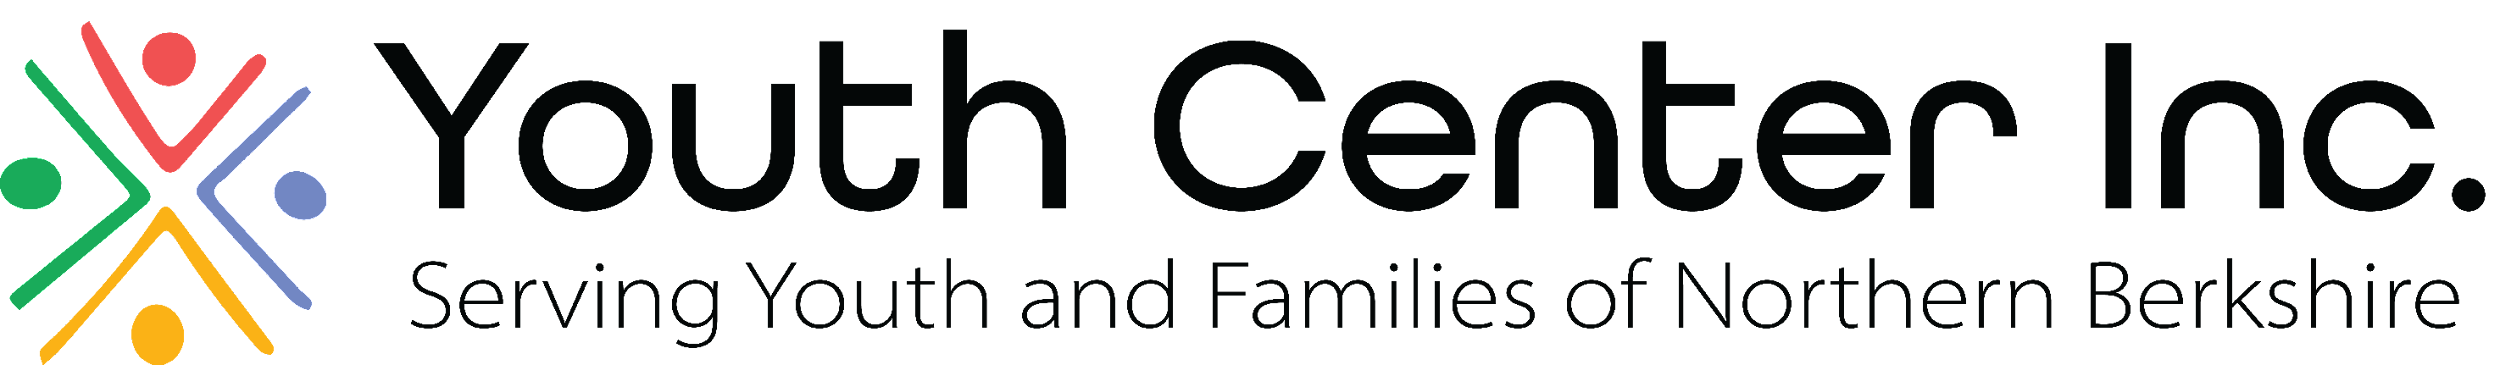 Youth Center Inc.
Serving Youth and Families of Northern Berkshire